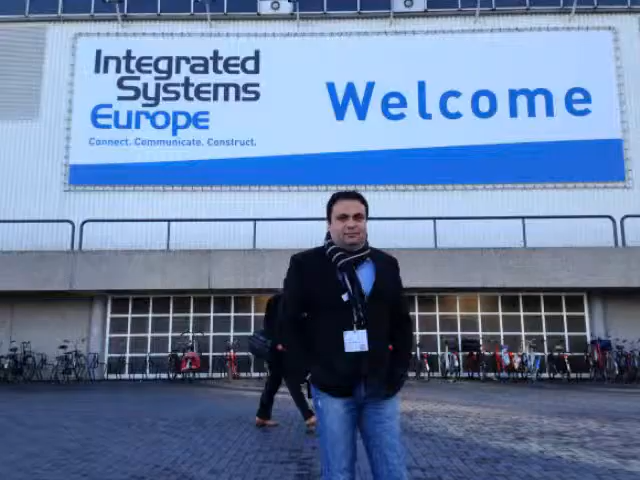 Integrated
Systems
Europe
Connect. Communicate. Construct.
Welcome